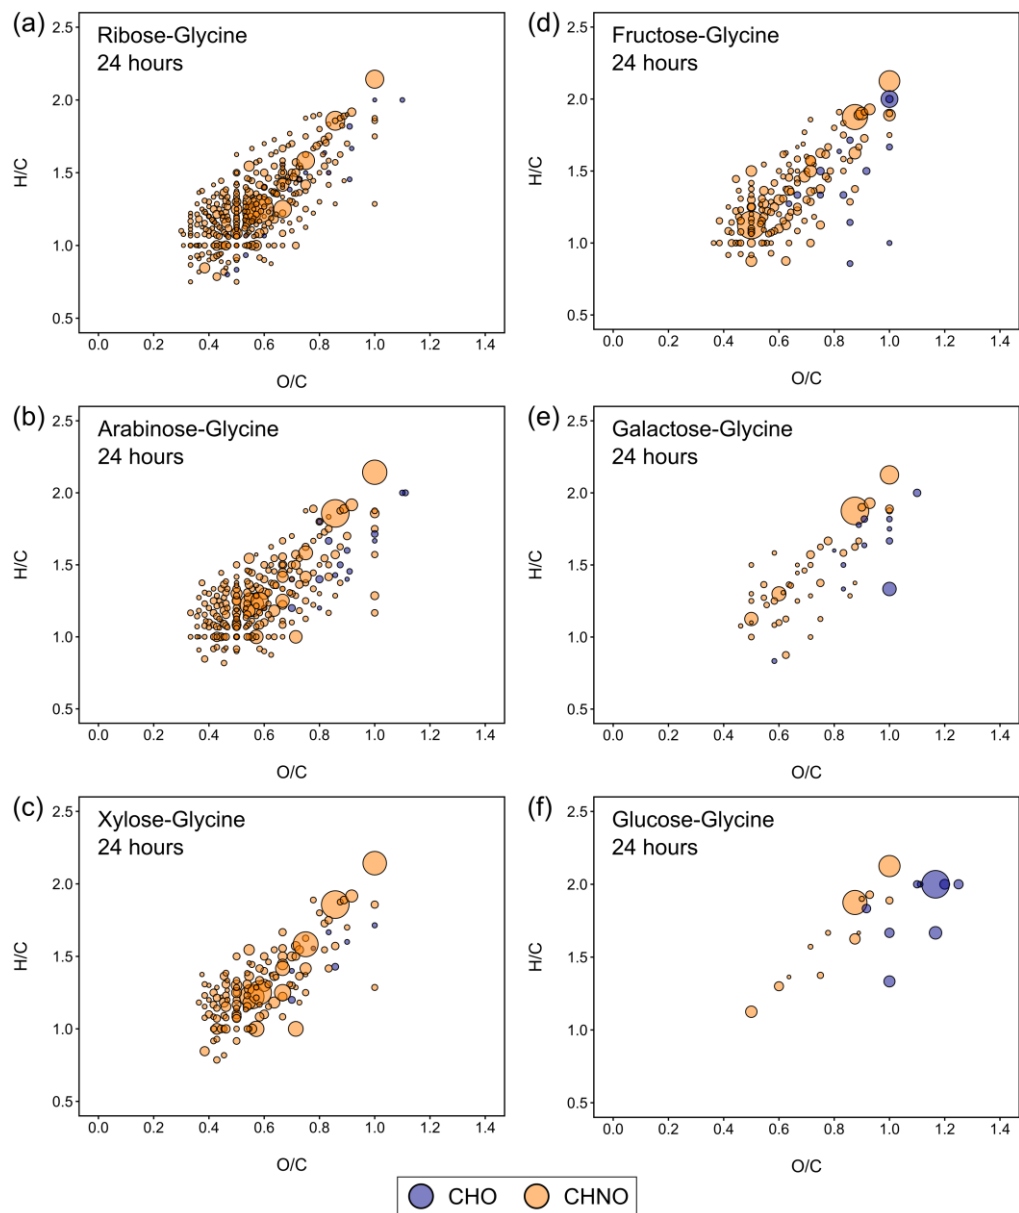 (a)
Ribose-Glycine
24 hours
2.5
2.0
1.5
1.0
0.5
H/C
0.0 0.2 0.4 0.6 0.8 1.0 1.2 1.4
O/C
(d)
Fructose-Glycine
24 hours
2.5
2.0
1.5
1.0
0.5
H/C
0.0 0.2 0.4 0.6 0.8 1.0 1.2 1.4
O/C
(b)
Arabinose-Glycine
24 hours
2.5
2.0
1.5
1.0
0.5
H/C
0.0 0.2 0.4 0.6 0.8 1.0 1.2 1.4
O/C
(e)
Galactose-Glycine
24 hours
2.5
2.0
1.5
1.0
0.5
H/C
0.0 0.2 0.4 0.6 0.8 1.0 1.2 1.4
O/C
(c)
Xylose-Glycine
24 hours
2.5
2.0
1.5
1.0
0.5
H/C
0.0 0.2 0.4 0.6 0.8 1.0 1.2 1.4
O/C
(f)
Glucose-Glycine
24 hours
2.5
2.0
1.5
1.0
0.5
H/C
0.0 0.2 0.4 0.6 0.8 1.0 1.2 1.4
O/C
CHO CHNO